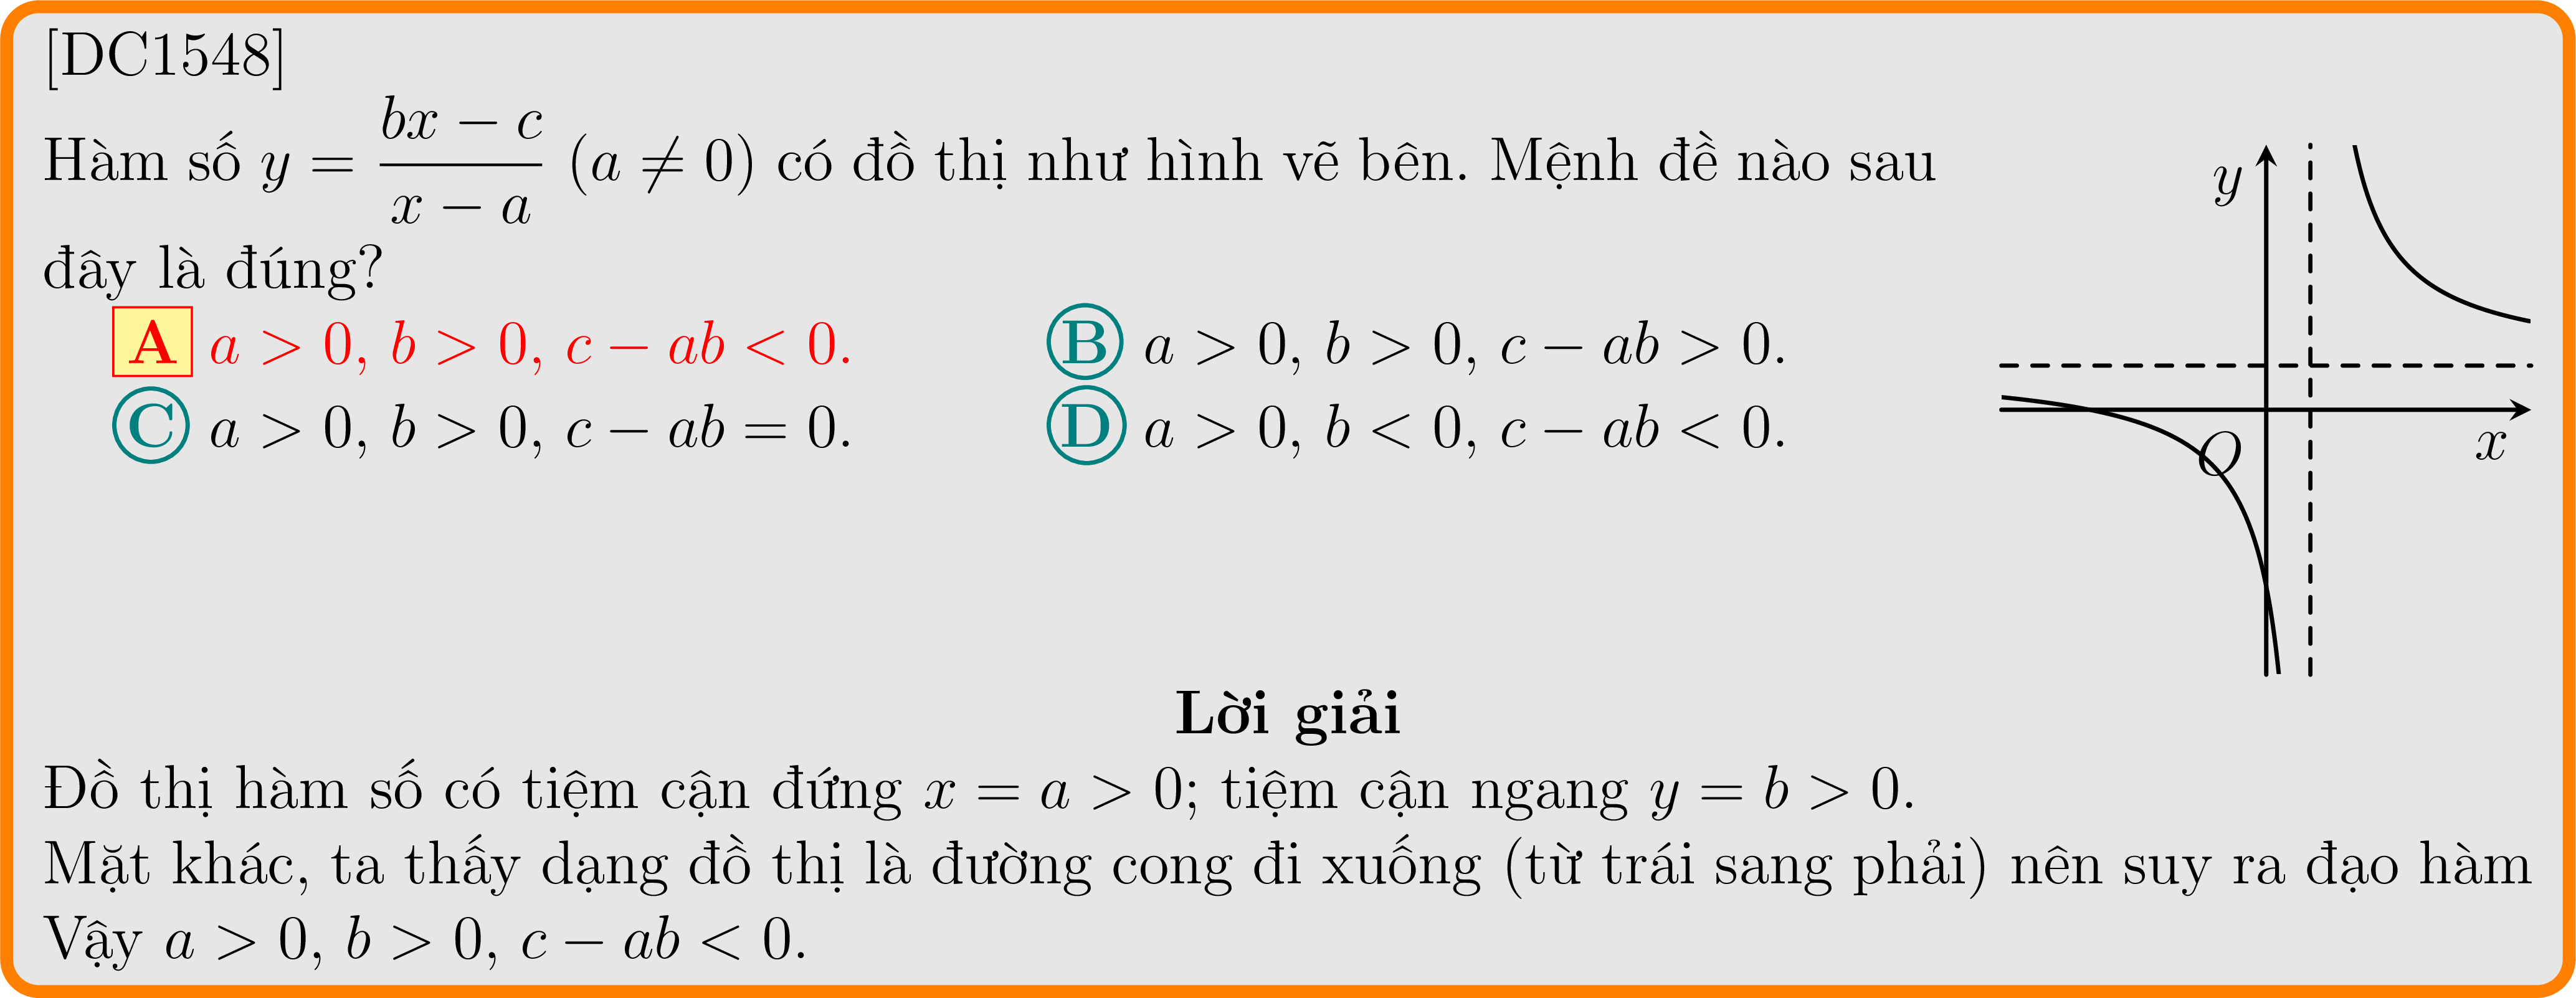 [DC1548]
Hàm số y = \dfrac{bx − c}{x − a} (a ≠ 0) có đồ thị như hình vẽ bên. Mệnh đề nào sau
đây là đúng?
A a > 0, b > 0, c − ab < 0.
B a > 0, b > 0, c − ab > 0.
C a > 0, b > 0, c − ab = 0.
D a > 0, b < 0, c − ab < 0.
y
x
O
Lời giải
Đồ thị hàm số có tiệm cận đứng x = a > 0; tiệm cận ngang y = b > 0.
Mặt khác, ta thấy dạng đồ thị là đường cong đi xuống (từ trái sang phải) nên suy ra đạo hàm
Vậy a > 0, b > 0, c − ab < 0.